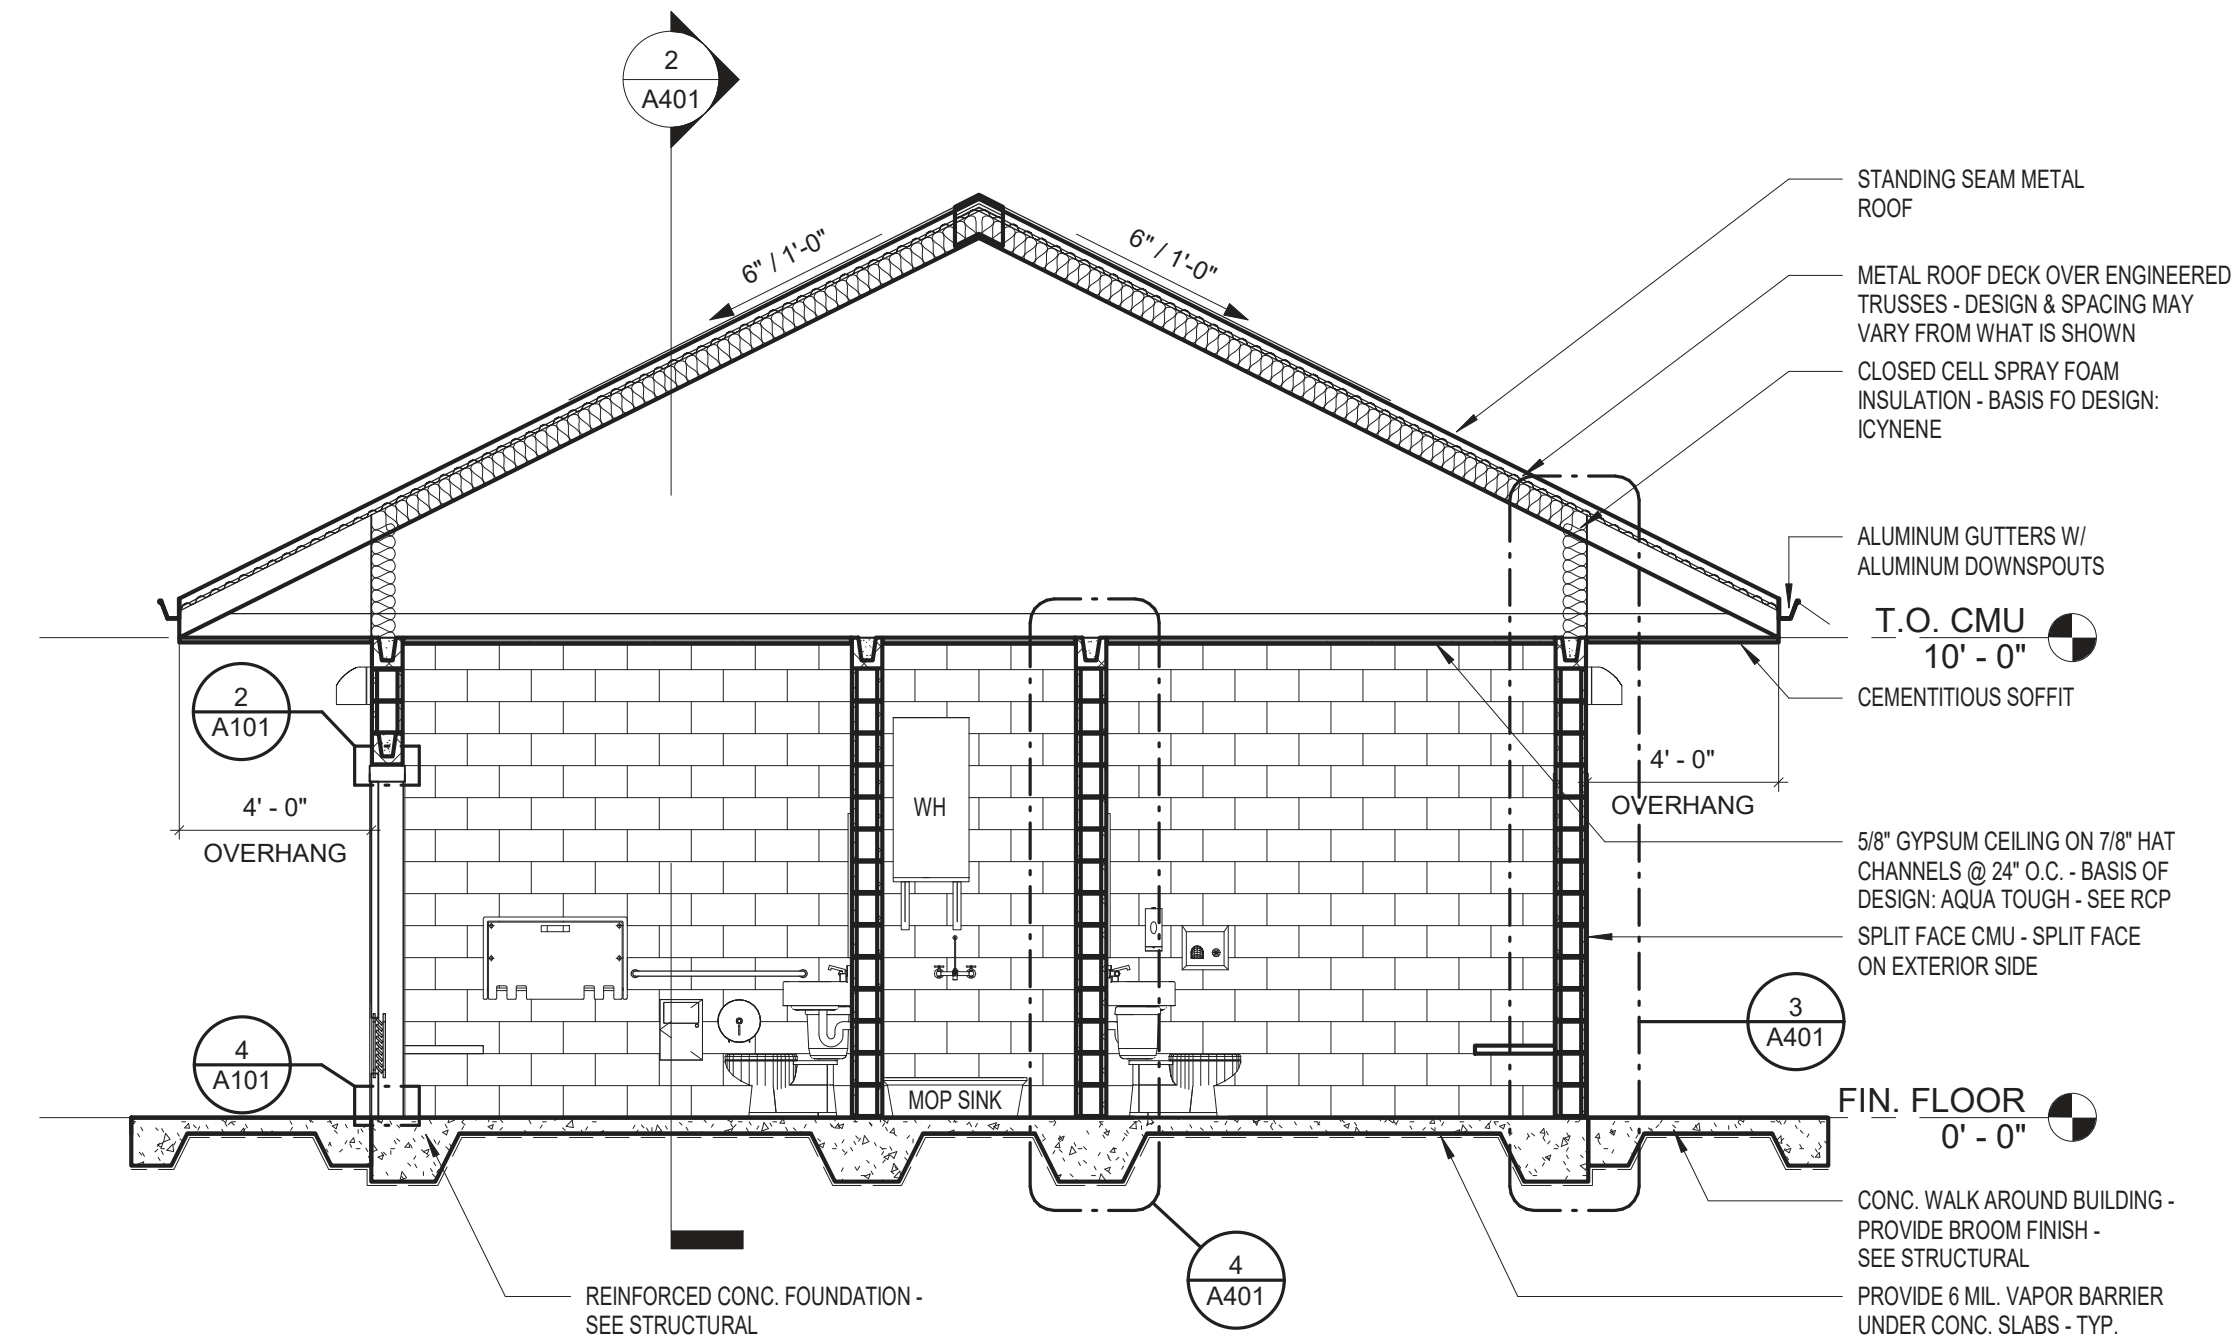 2
A401
6" / 1'-0"
6" / 1'-0"
STANDING SEAM METAL
ROOF
METAL ROOF DECK OVER ENGINEERED
TRUSSES - DESIGN & SPACING MAY
VARY FROM WHAT IS SHOWN
CLOSED CELL SPRAY FOAM
INSULATION - BASIS FO DESIGN:
ICYNENE
ALUMINUM GUTTERS W/
ALUMINUM DOWNSPOUTS
T.O. CMU
10' - 0"
CEMENTITIOUS SOFFIT
2
A101
4' - 0"
OVERHANG
WH
4' - 0"
OVERHANG
5/8" GYPSUM CEILING ON 7/8" HAT
CHANNELS @ 24" O.C. - BASIS OF
DESIGN: AQUA TOUGH - SEE RCP
SPLIT FACE CMU - SPLIT FACE
ON EXTERIOR SIDE
3
A401
4
A101
MOP SINK
FIN. FLOOR
0' - 0"
CONC. WALK AROUND BUILDING -
PROVIDE BROOM FINISH -
SEE STRUCTURAL
4
A401
REINFORCED CONC. FOUNDATION -
SEE STRUCTURAL
PROVIDE 6 MIL. VAPOR BARRIER
UNDER CONC. SLABS - TYP.